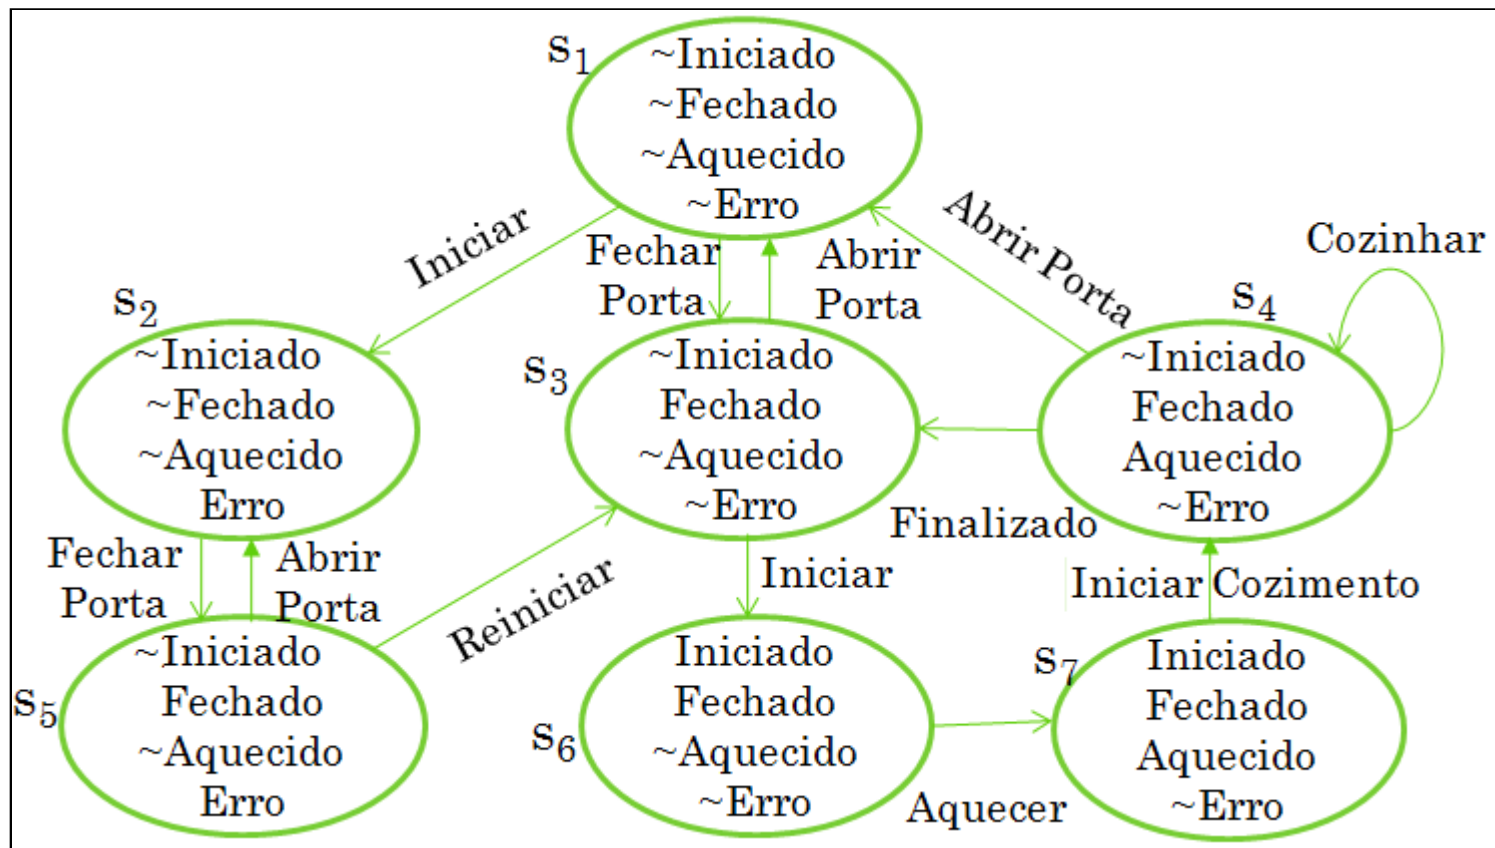 s1
~Iniciado
~Fechado
~Aquecido
~Erro
Iniciar
Fechar
Porta
Abrir
Porta
Abrir Porta
Cozinhar
s2
~Iniciado
~Fechado
~Aquecido
Erro
s3
~Iniciado
Fechado
~Aquecido
~Erro
s4
~Iniciado
Fechado
Aquecido
~Erro
Fechar
Porta
Abrir
Porta
Reiniciar
Iniciar
Finalizado
Iniciar Cozimento
s5
~Iniciado
Fechado
~Aquecido
Erro
s6
Iniciado
Fechado
~Aquecido
~Erro
Aquecer
s7
Iniciado
Fechado
Aquecido
~Erro